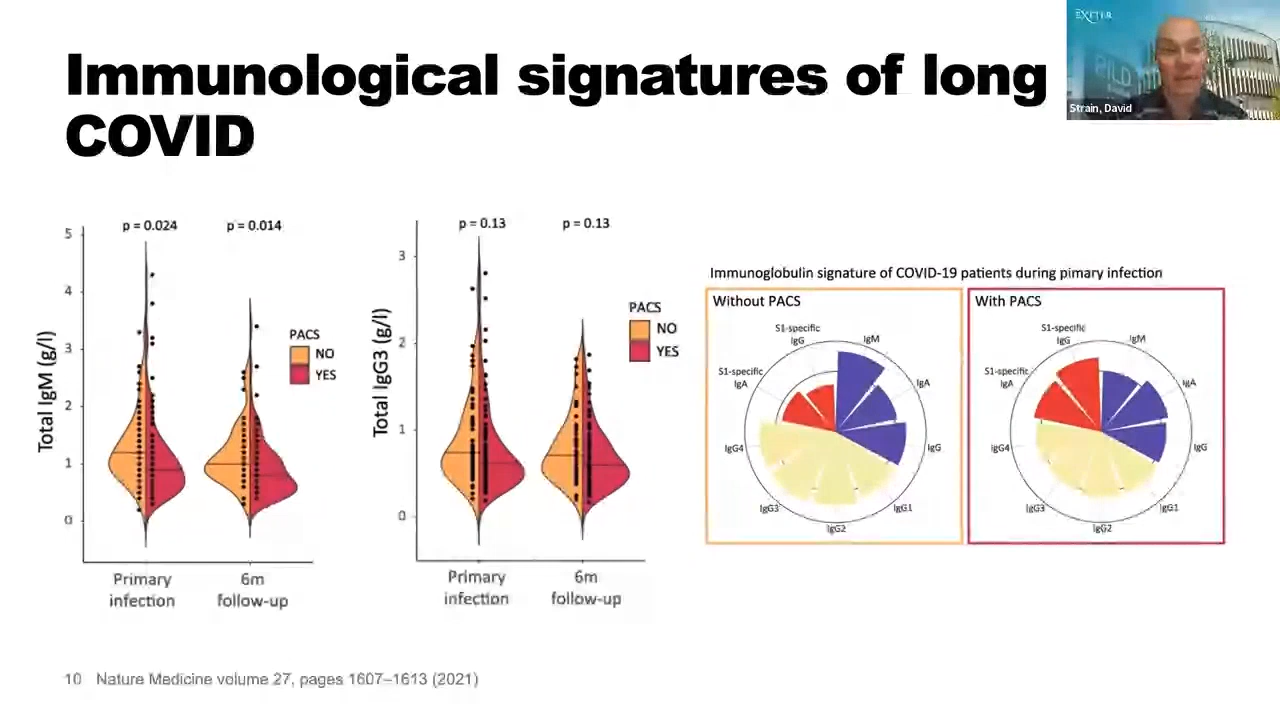 Immunological signatures of long
COVID
EXETER
Strain, David
p = 0.024
p = 0.014
5
4
3
2
1
0
Total IgM (g/l)
PACS
NO
YES
Primary
infection
6m
follow-up
p = 0.13
p = 0.13
3
2
1
0
Total IgG3 (g/l)
PACS
NO
YES
Primary
infection
6m
follow-up
Immunoglobulin signature of COVID-19 patients during pimary infection
Without PACS
S1-specific
IgG
IgM
S1-specific
IgA
IgA
IgG4
IgG
IgG3
IgG1
IgG2
With PACS
S1-specific
IgG
IgM
S1-specific
IgA
IgA
IgG4
IgG
IgG3
IgG1
IgG2
10 Nature Medicine volume 27, pages 1607–1613 (2021)